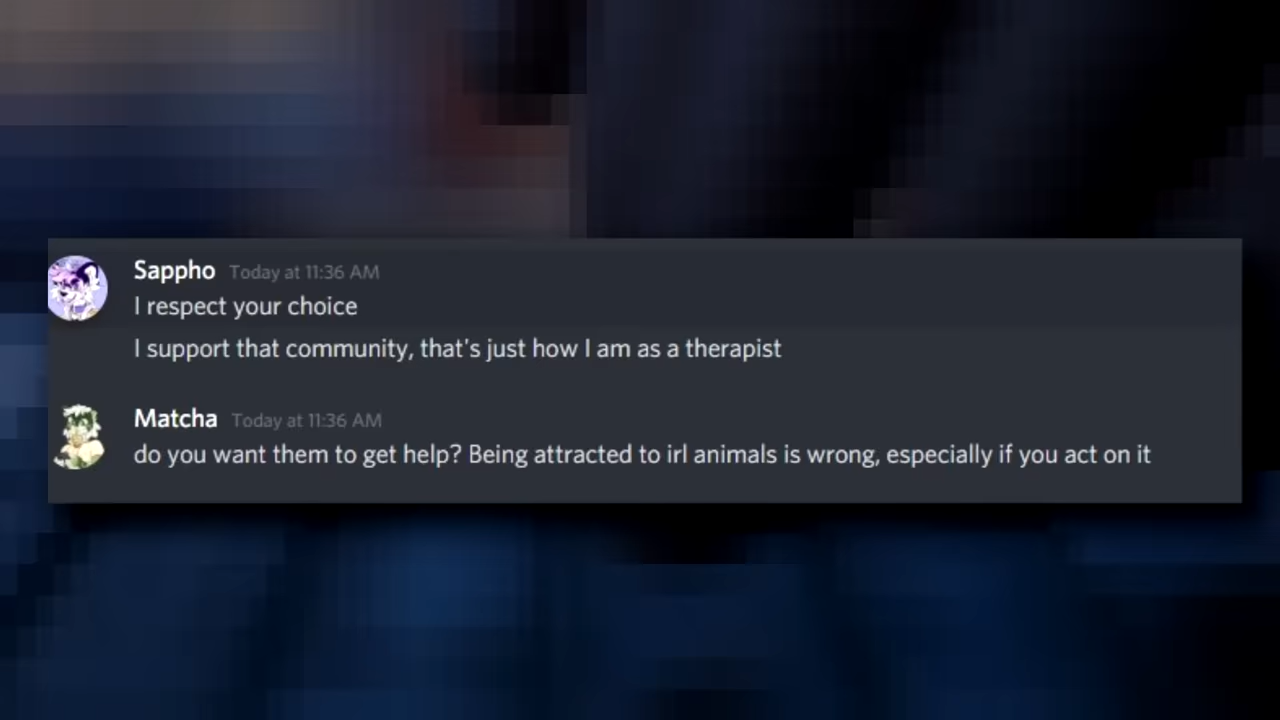 Sappho Today at 11:36 AM
I respect your choice
I support that community, that's just how I am as a therapist
Matcha Today at 11:36 AM
do you want them to get help? Being attracted to irl animals is wrong, especially if you act on it